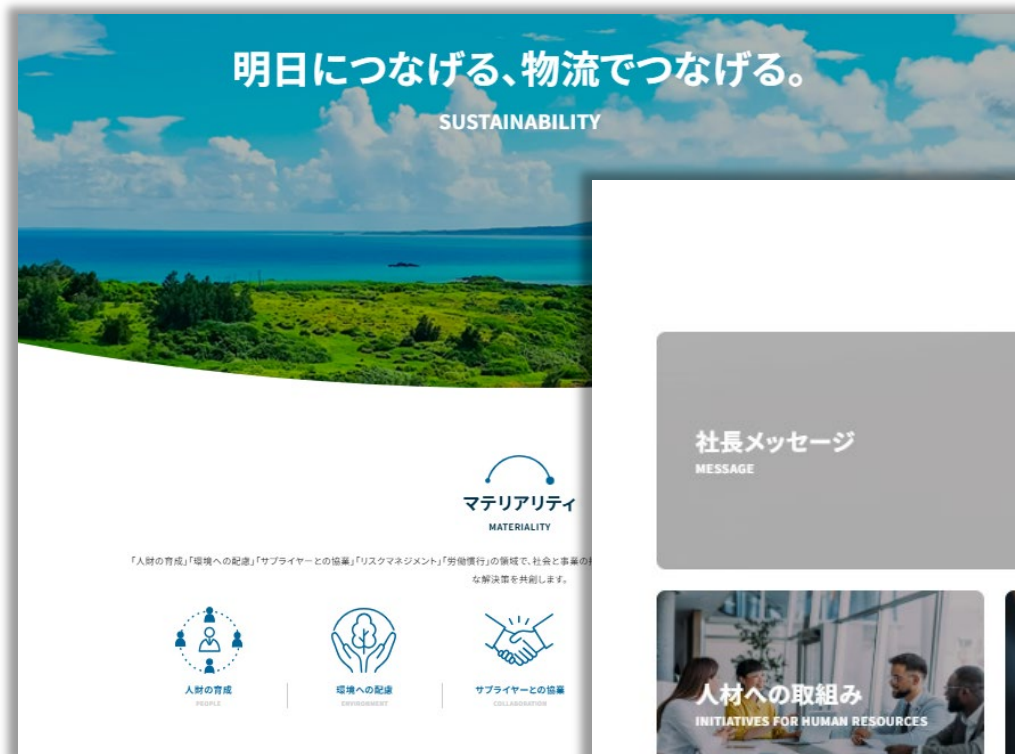 明日につなげる、物流でつなげる。
SUSTAINABILITY
マテリアリティ
MATERIALITY
「人財の育成」「環境への配慮」「サプライヤーとの協業」「リスクマネジメント」「労働慣行」の領域で、社会と事業の
な解決策を共創します。
人財の育成
PEOPLE
環境への配慮
ENVIRONMENT
サプライヤーとの協業
COLLABORATION
社長メッセージ
MESSAGE
人材への取組み
INITIATIVES FOR HUMAN RESOURCES